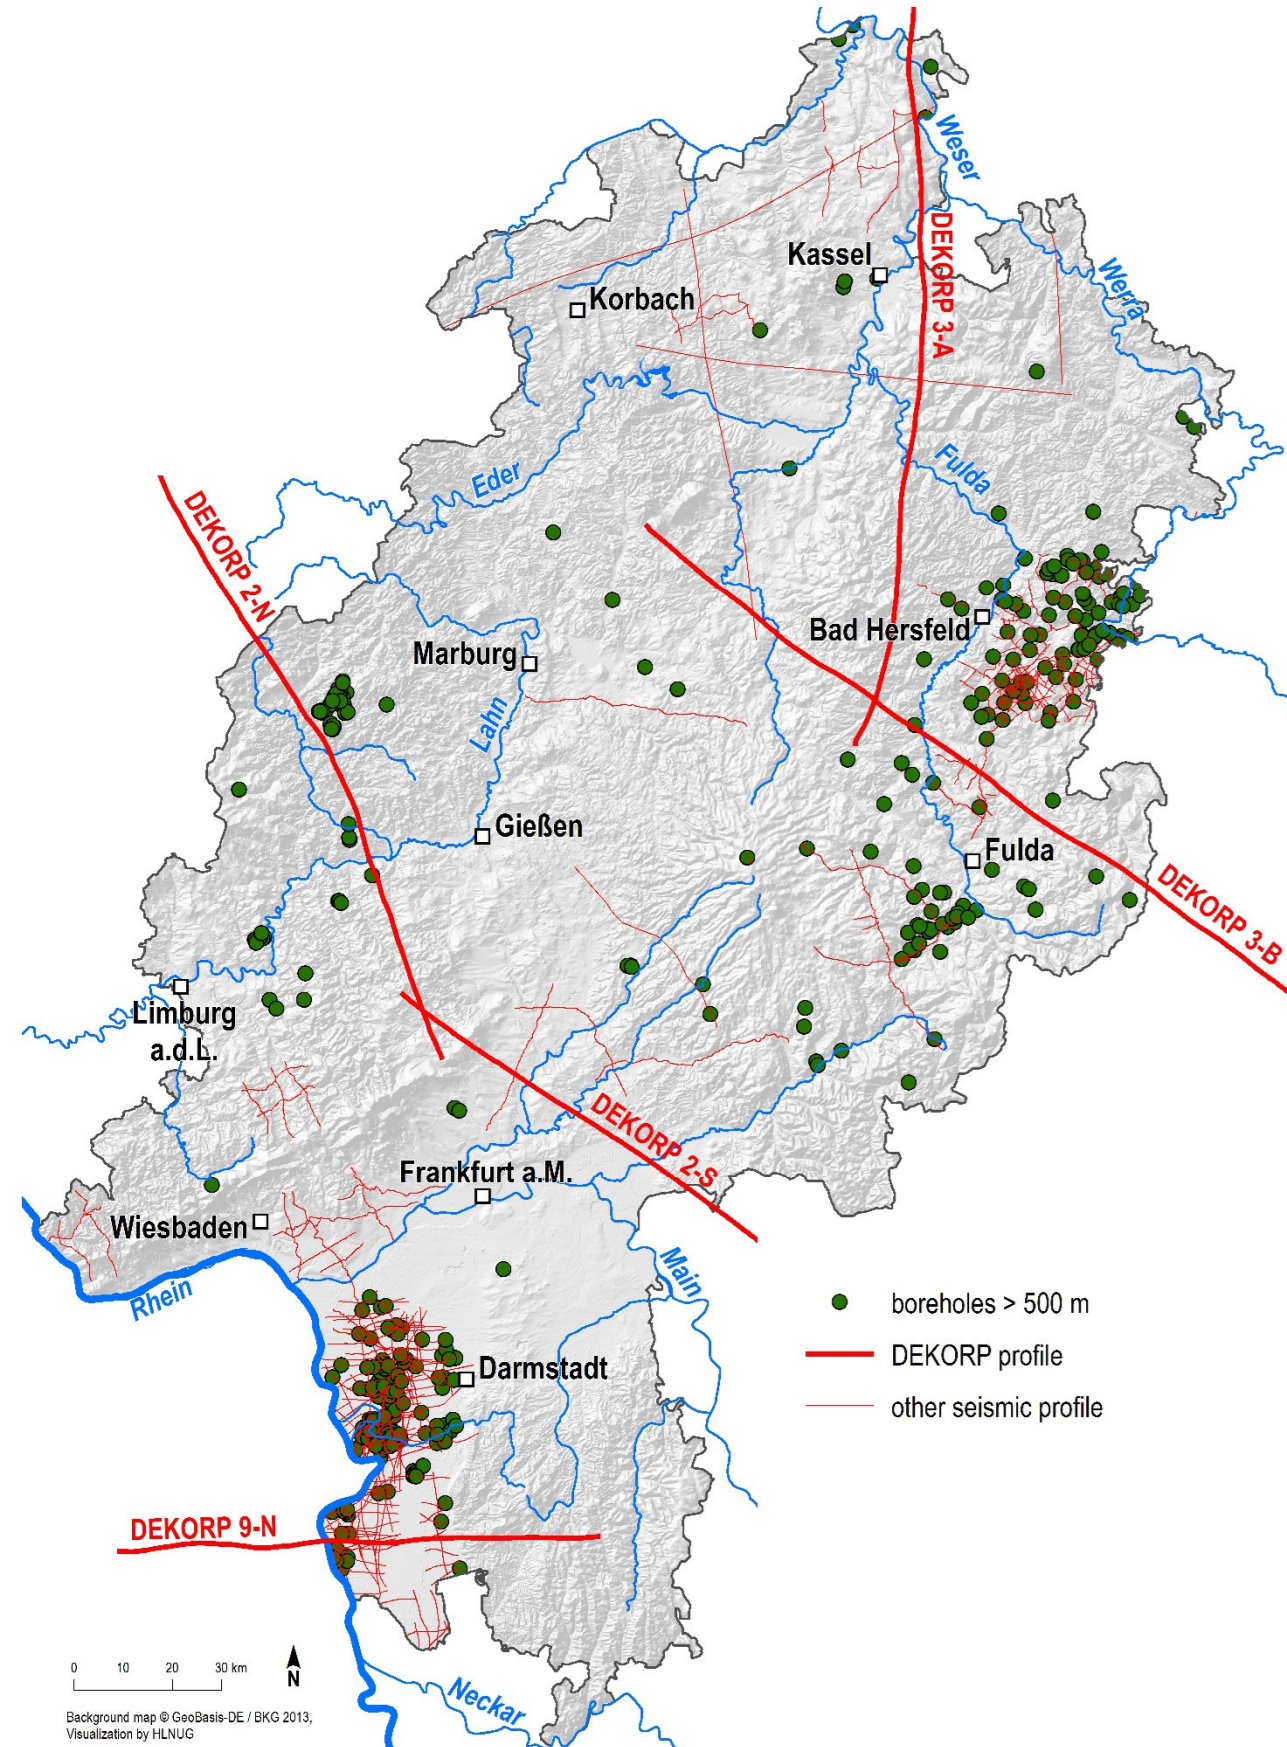 Weser
DEKORP 3-A
Kassel
Korbach
Werra
Eder
Fulda
DEKORP 2-N
Bad Hersfeld
Marburg
Lahn
Gießen
Fulda
DEKORP 3-B
Limburg
a.d.L.
DEKORP 2-S
Frankfurt a.M.
Wiesbaden
Main
Rhein
boreholes > 500 m
DEKORP profile
Darmstadt
other seismic profile
DEKORP 9-N
0 10 20 30 km
N
Neckar
Background map © GeoBasis-DE / BKG 2013,
Visualization by HLNUG